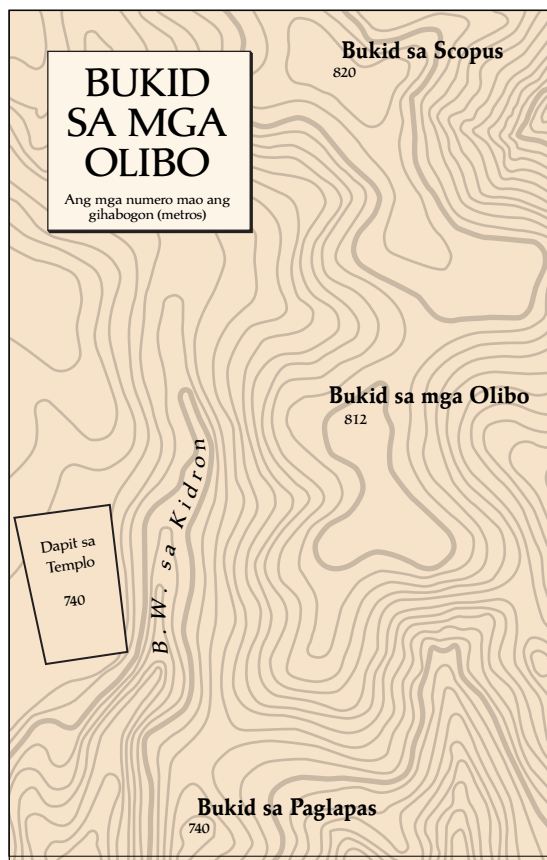 BUKID
SA MGA
OLIBO
Ang mga numero mao ang
gihabogon (metros)
Bukid sa Scopus
820
Bukid sa mga Olibo
812
B.W. sa Kidron
Dapit sa
Templo
740
Bukid sa Paglapas
740